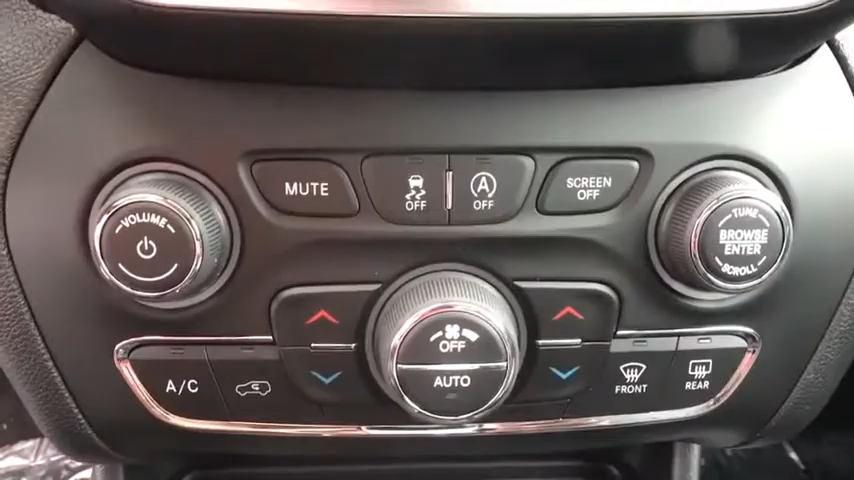 MUTE
OFF
A
OFF
SCREEN
OFF
VOLUME
TUNE
BROWSE
ENTER
SCROLL
OFF
AUTO
A/C
FRONT
REAR